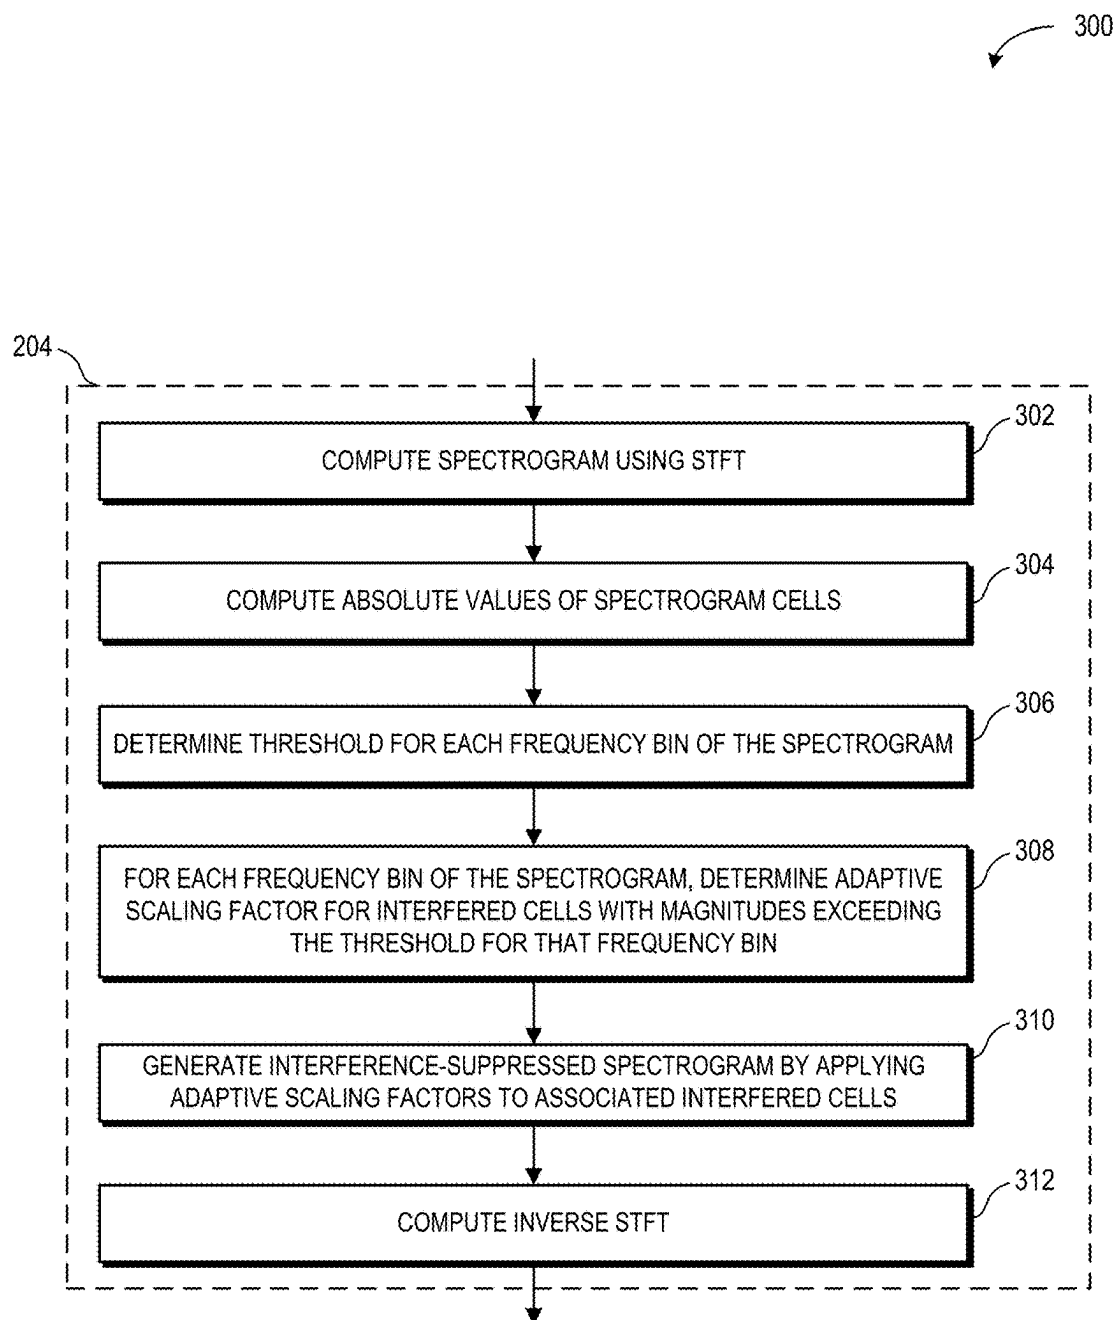 300
204
302
COMPUTE SPECTROGRAM USING STFT
304
COMPUTE ABSOLUTE VALUES OF SPECTROGRAM CELLS
306
DETERMINE THRESHOLD FOR EACH FREQUENCY BIN OF THE SPECTROGRAM
308
FOR EACH FREQUENCY BIN OF THE SPECTROGRAM, DETERMINE ADAPTIVE
SCALING FACTOR FOR INTERFERED CELLS WITH MAGNITUDES EXCEEDING
THE THRESHOLD FOR THAT FREQUENCY BIN
310
GENERATE INTERFERENCE-SUPPRESSED SPECTROGRAM BY APPLYING
ADAPTIVE SCALING FACTORS TO ASSOCIATED INTERFERED CELLS
312
COMPUTE INVERSE STFT